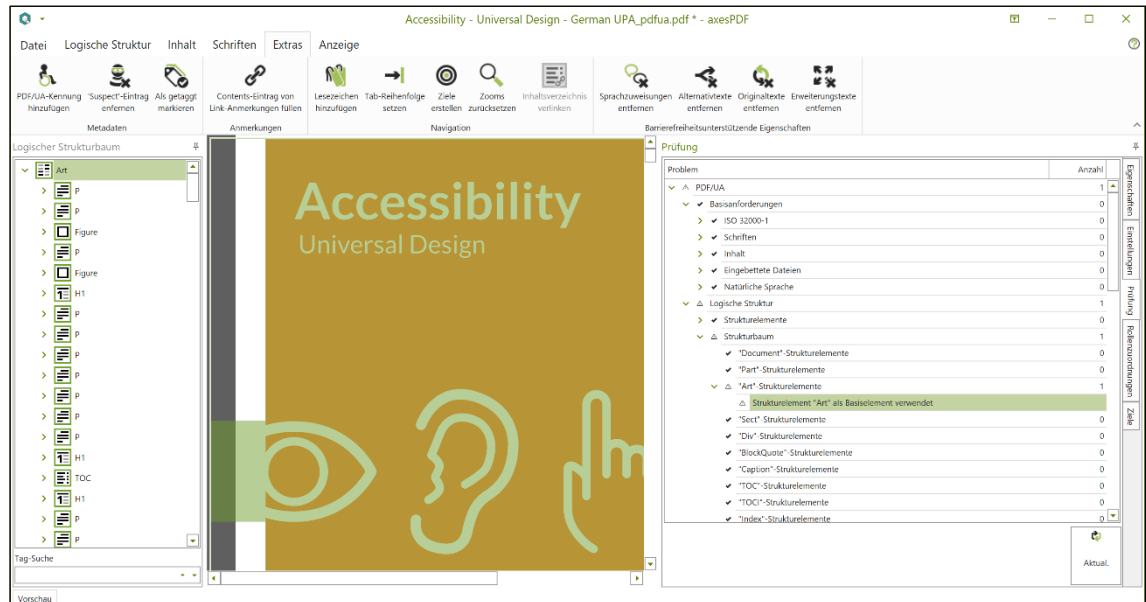 Accessibility - Universal Design - German UPA_pdfua.pdf * - axesPDF
Datei Logische Struktur Inhalt Schriften Extras Anzeige
PDF/UA-Kennung hinzufügen
'Suspect'-Eintrag enfernen
Als getaggt markieren
Contents-Eintrag von Link-Anmerkungen füllen
Lesezeichen hinzufügen
Tab-Reihenfolge setzen
Ziele erstellen
Zooms zurücksetzen
Inhaltsverzeichnis verlinken
Sprachzuweisungen entfernen
Alternativtexte entfernen
Originaltexte entfernen
Erweiterungstexte entfernen
Metadaten
Anmerkungen
Navigation
Barrierefreiheitsunterstützende Eigenschaften
Logischer Strukturbaum
Art
P
P
Figure
P
Figure
H1
P
P
P
P
P
P
P
H1
TOC
H1
P
P
Tag-Suche
Vorschau
Accessibility
Universal Design
Prüfung
Problem Anzahl
PDF/UA 1
Basisanforderungen 0
ISO 32000-1 0
Schriften 0
Inhalt 0
Eingebettete Dateien 0
Natürliche Sprache 0
Logische Struktur 1
Strukturelemente 0
Strukturbaum 1
"Document"-Strukturelemente 0
"Part"-Strukturelemente 0
"Art"-Strukturelemente 1
Strukturelement "Art" als Basiselement verwendet
"Sect"-Strukturelemente 0
"Div"-Strukturelemente 0
"BlockQuote"-Strukturelemente 0
"Caption"-Strukturelemente 0
"TOC"-Strukturelemente 0
"TOCI"-Strukturelemente 0
"Index"-Strukturelemente 0
Aktual.
Eigenschaften
Einstellungen
Prüfung
Rollenzuordnungen
Ziele